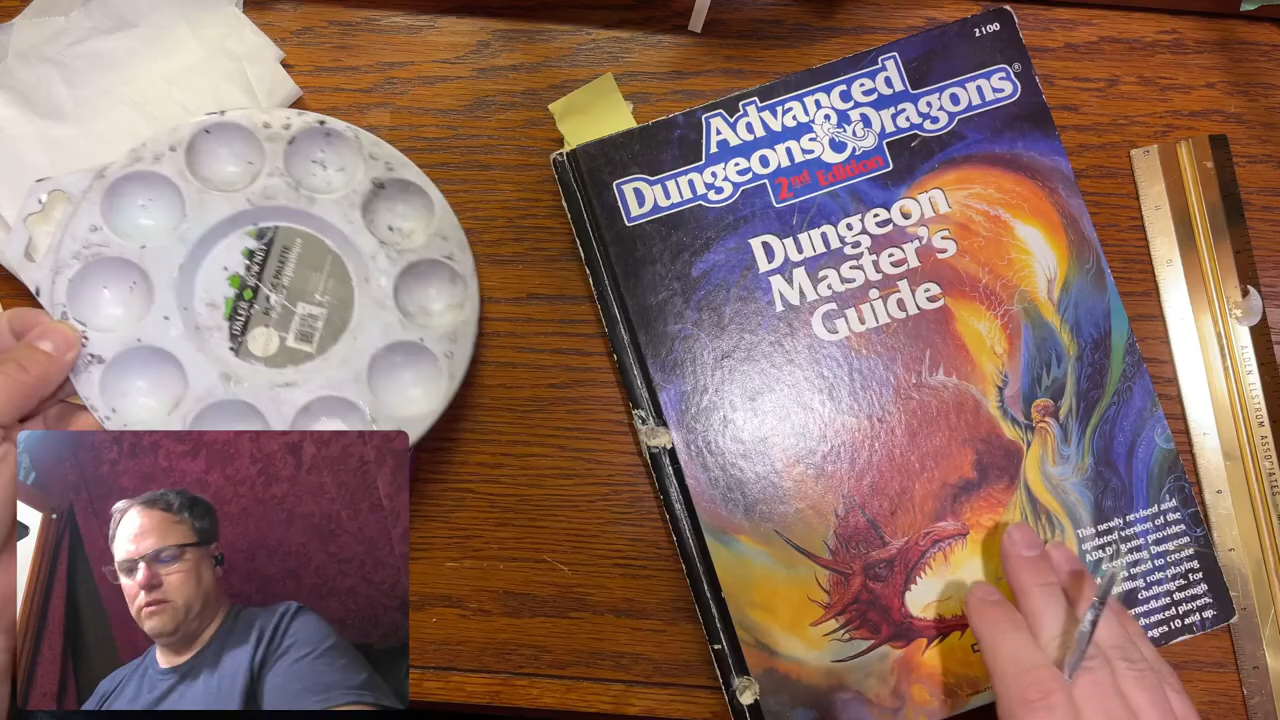 2100
Advanced
Dungeons & Dragons®
2nd Edition
Dungeon
Master's
Guide
This newly revised and
updated version of the
AD&D® game provides
everything Dungeon
need to create
thrilling role-playing
challenges. For
through
advanced players,
ages 10 and up.
ALDEN ELSTROM ASSOCIATES
PALETTE